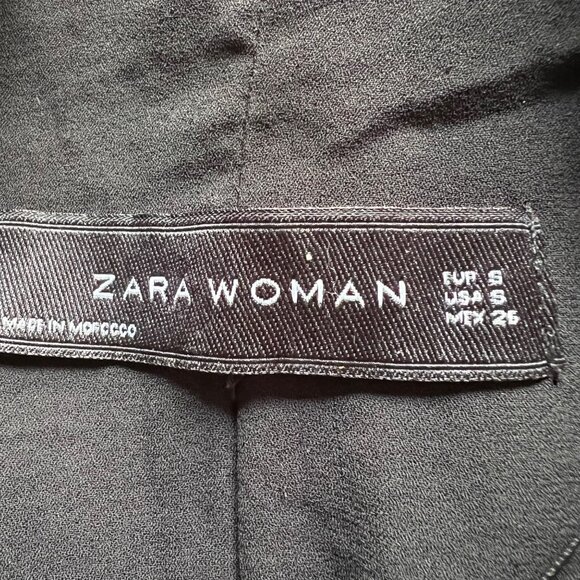 ZARA WOMAN
EUR S
USA S
MEX 26
MADE IN MOROCCO